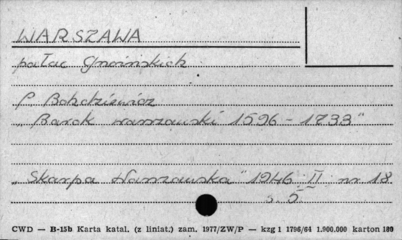 WARSZAWA
pałac Gnoińskich
P. Bohdziewicz
„Barok warszawski 1596 - 1733"
„Skarpa Warszawska" 1946 II nr 18
s. 5
CWD — B-15b Karta katal. (z liniat.) zam. 1977/ZW/P — kzg 1 1796/64 1.900.000 karton 180